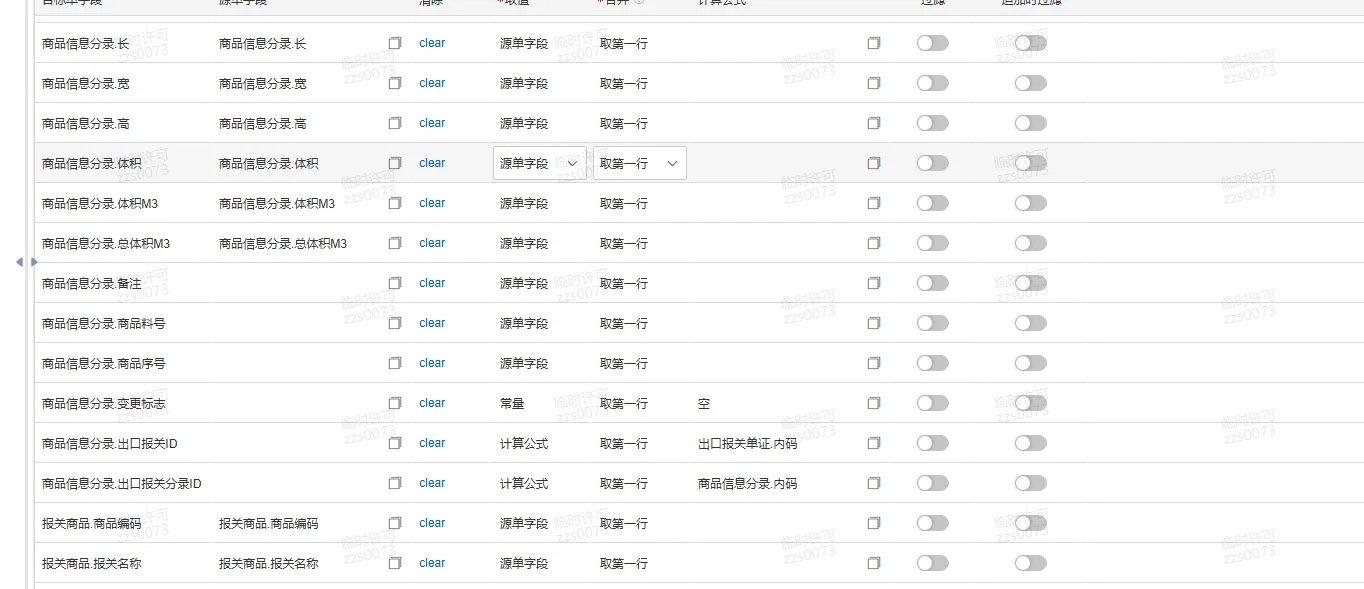 目标单字段 源单字段 清除 *取值 *合并 计算公式 过滤 追加时过滤
商品信息分录.长 商品信息分录.长 clear 源单字段 取第一行
商品信息分录.宽 商品信息分录.宽 clear 源单字段 取第一行
商品信息分录.高 商品信息分录.高 clear 源单字段 取第一行
商品信息分录.体积 商品信息分录.体积 clear 源单字段 取第一行
商品信息分录.体积M3 商品信息分录.体积M3 clear 源单字段 取第一行
商品信息分录.总体积M3 商品信息分录.总体积M3 clear 源单字段 取第一行
商品信息分录.备注 clear 源单字段 取第一行
商品信息分录.商品料号 clear 源单字段 取第一行
商品信息分录.商品序号 clear 源单字段 取第一行
商品信息分录.变更标志 clear 常量 取第一行 空
商品信息分录.出口报关ID clear 计算公式 取第一行 出口报关单证.内码
商品信息分录.出口报关分录ID clear 计算公式 取第一行 商品信息分录.内码
报关商品.商品编码 报关商品.商品编码 clear 源单字段 取第一行
报关商品.报关名称 报关商品.报关名称 clear 源单字段 取第一行
临时许可
zzs0073